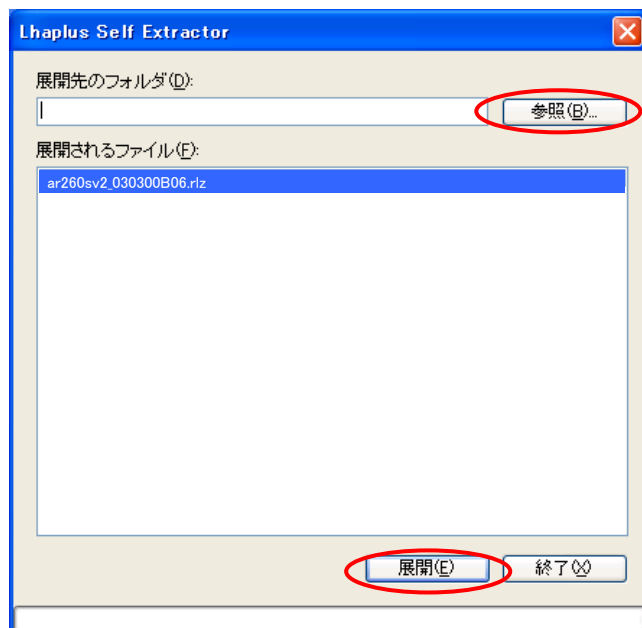 Lhaplus Self Extractor
展開先のフォルダ(D):
参照(B)...
展開されるファイル(F):
ar260sv2_030300B06.rlz
展開(E) 終了(X)